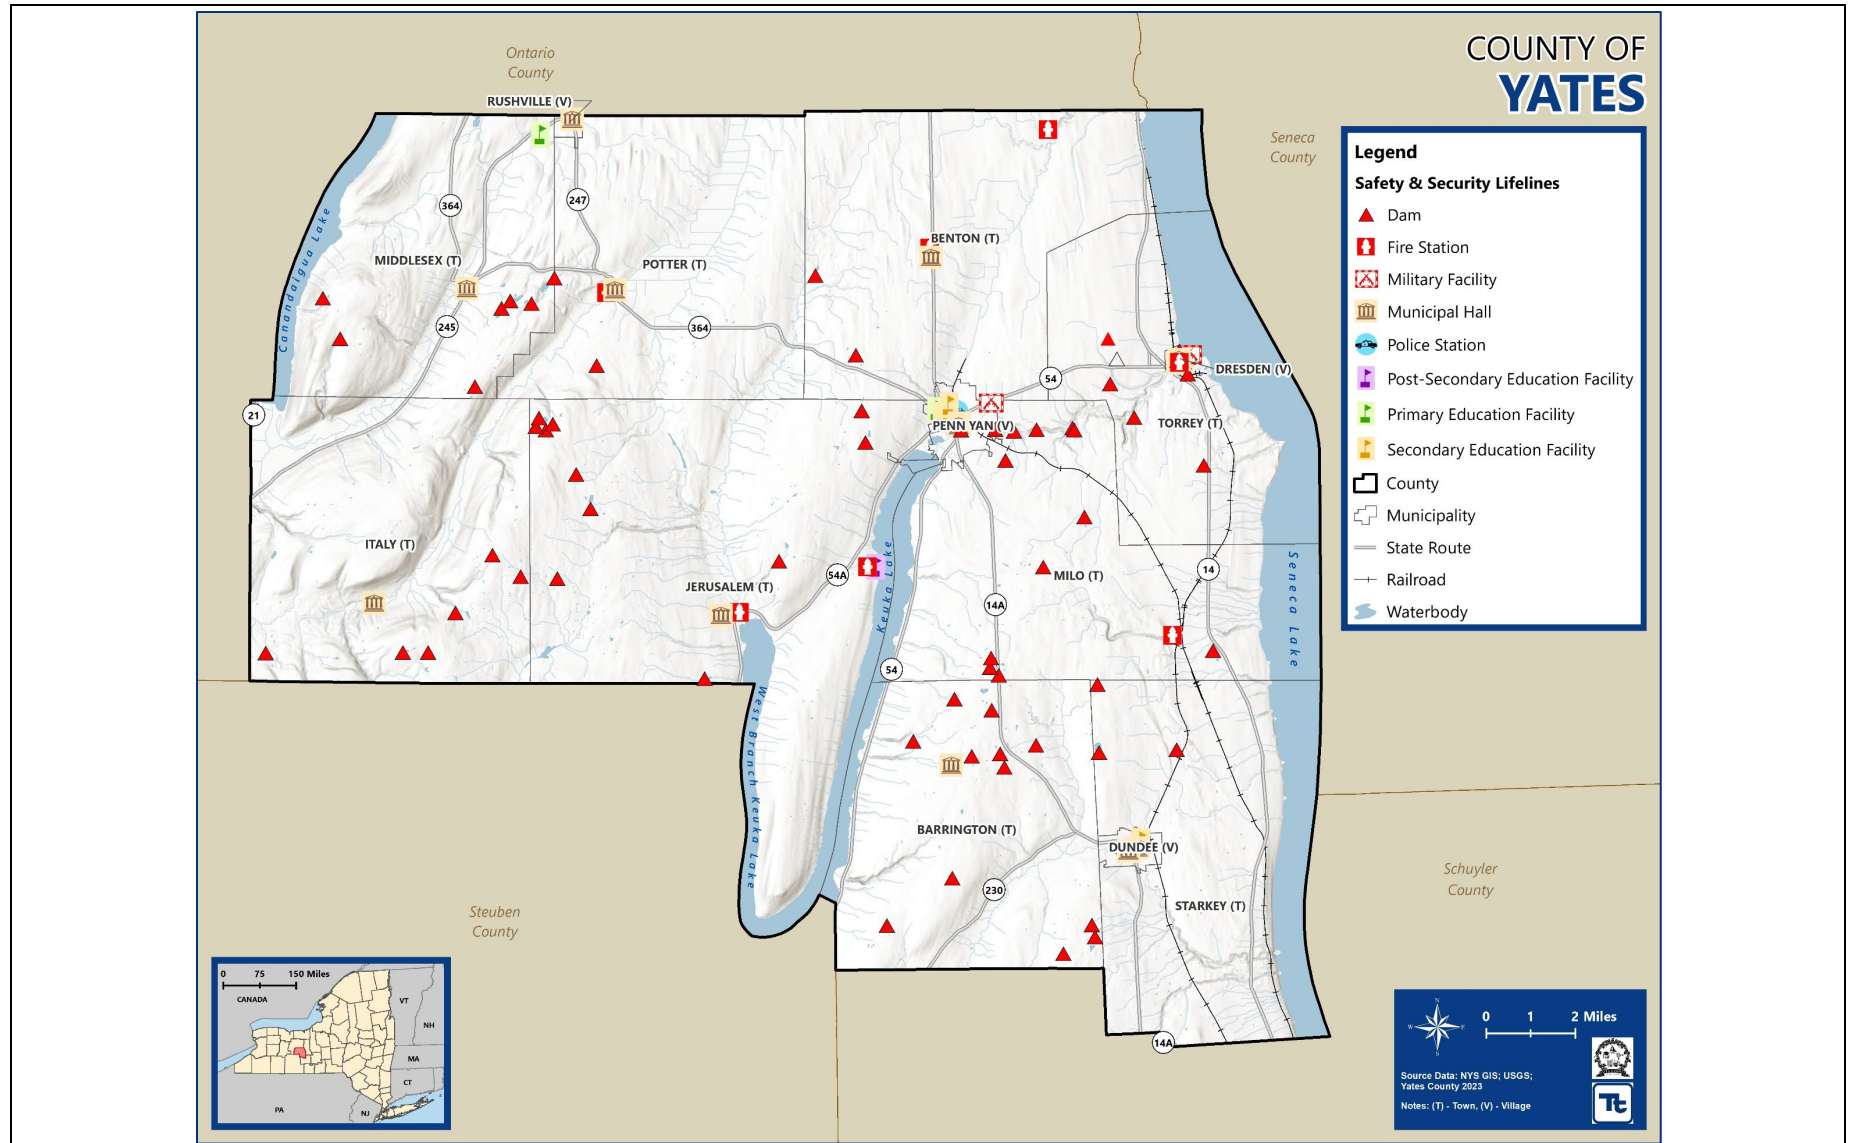 COUNTY OF
YATES
Ontario
County
RUSHVILLE (V)
Seneca
County
Legend
Safety & Security Lifelines
Dam
Fire Station
Military Facility
Municipal Hall
Police Station
Post-Secondary Education Facility
Primary Education Facility
Secondary Education Facility
County
Municipality
State Route
Railroad
Waterbody
364
247
Canandaigua Lake
MIDDLESEX (T)
POTTER (T)
BENTON (T)
245
364
54
DRESDEN (V)
21
PENN YAN (V)
TORREY (T)
ITALY (T)
JERUSALEM (T)
54A
Keuka Lake
MILO (T)
14
Seneca Lake
14A
54
West Branch Keuka Lake
BARRINGTON (T)
DUNDEE (V)
230
STARKEY (T)
Schuyler
County
Steuben
County
14A
0 75 150 Miles
CANADA
VT
NH
MA
CT
PA
NJ
N
W
E
S
0 1 2 Miles
Source Data: NYS GIS; USGS;
Yates County 2023
Notes: (T) - Town, (V) - Village
Tt